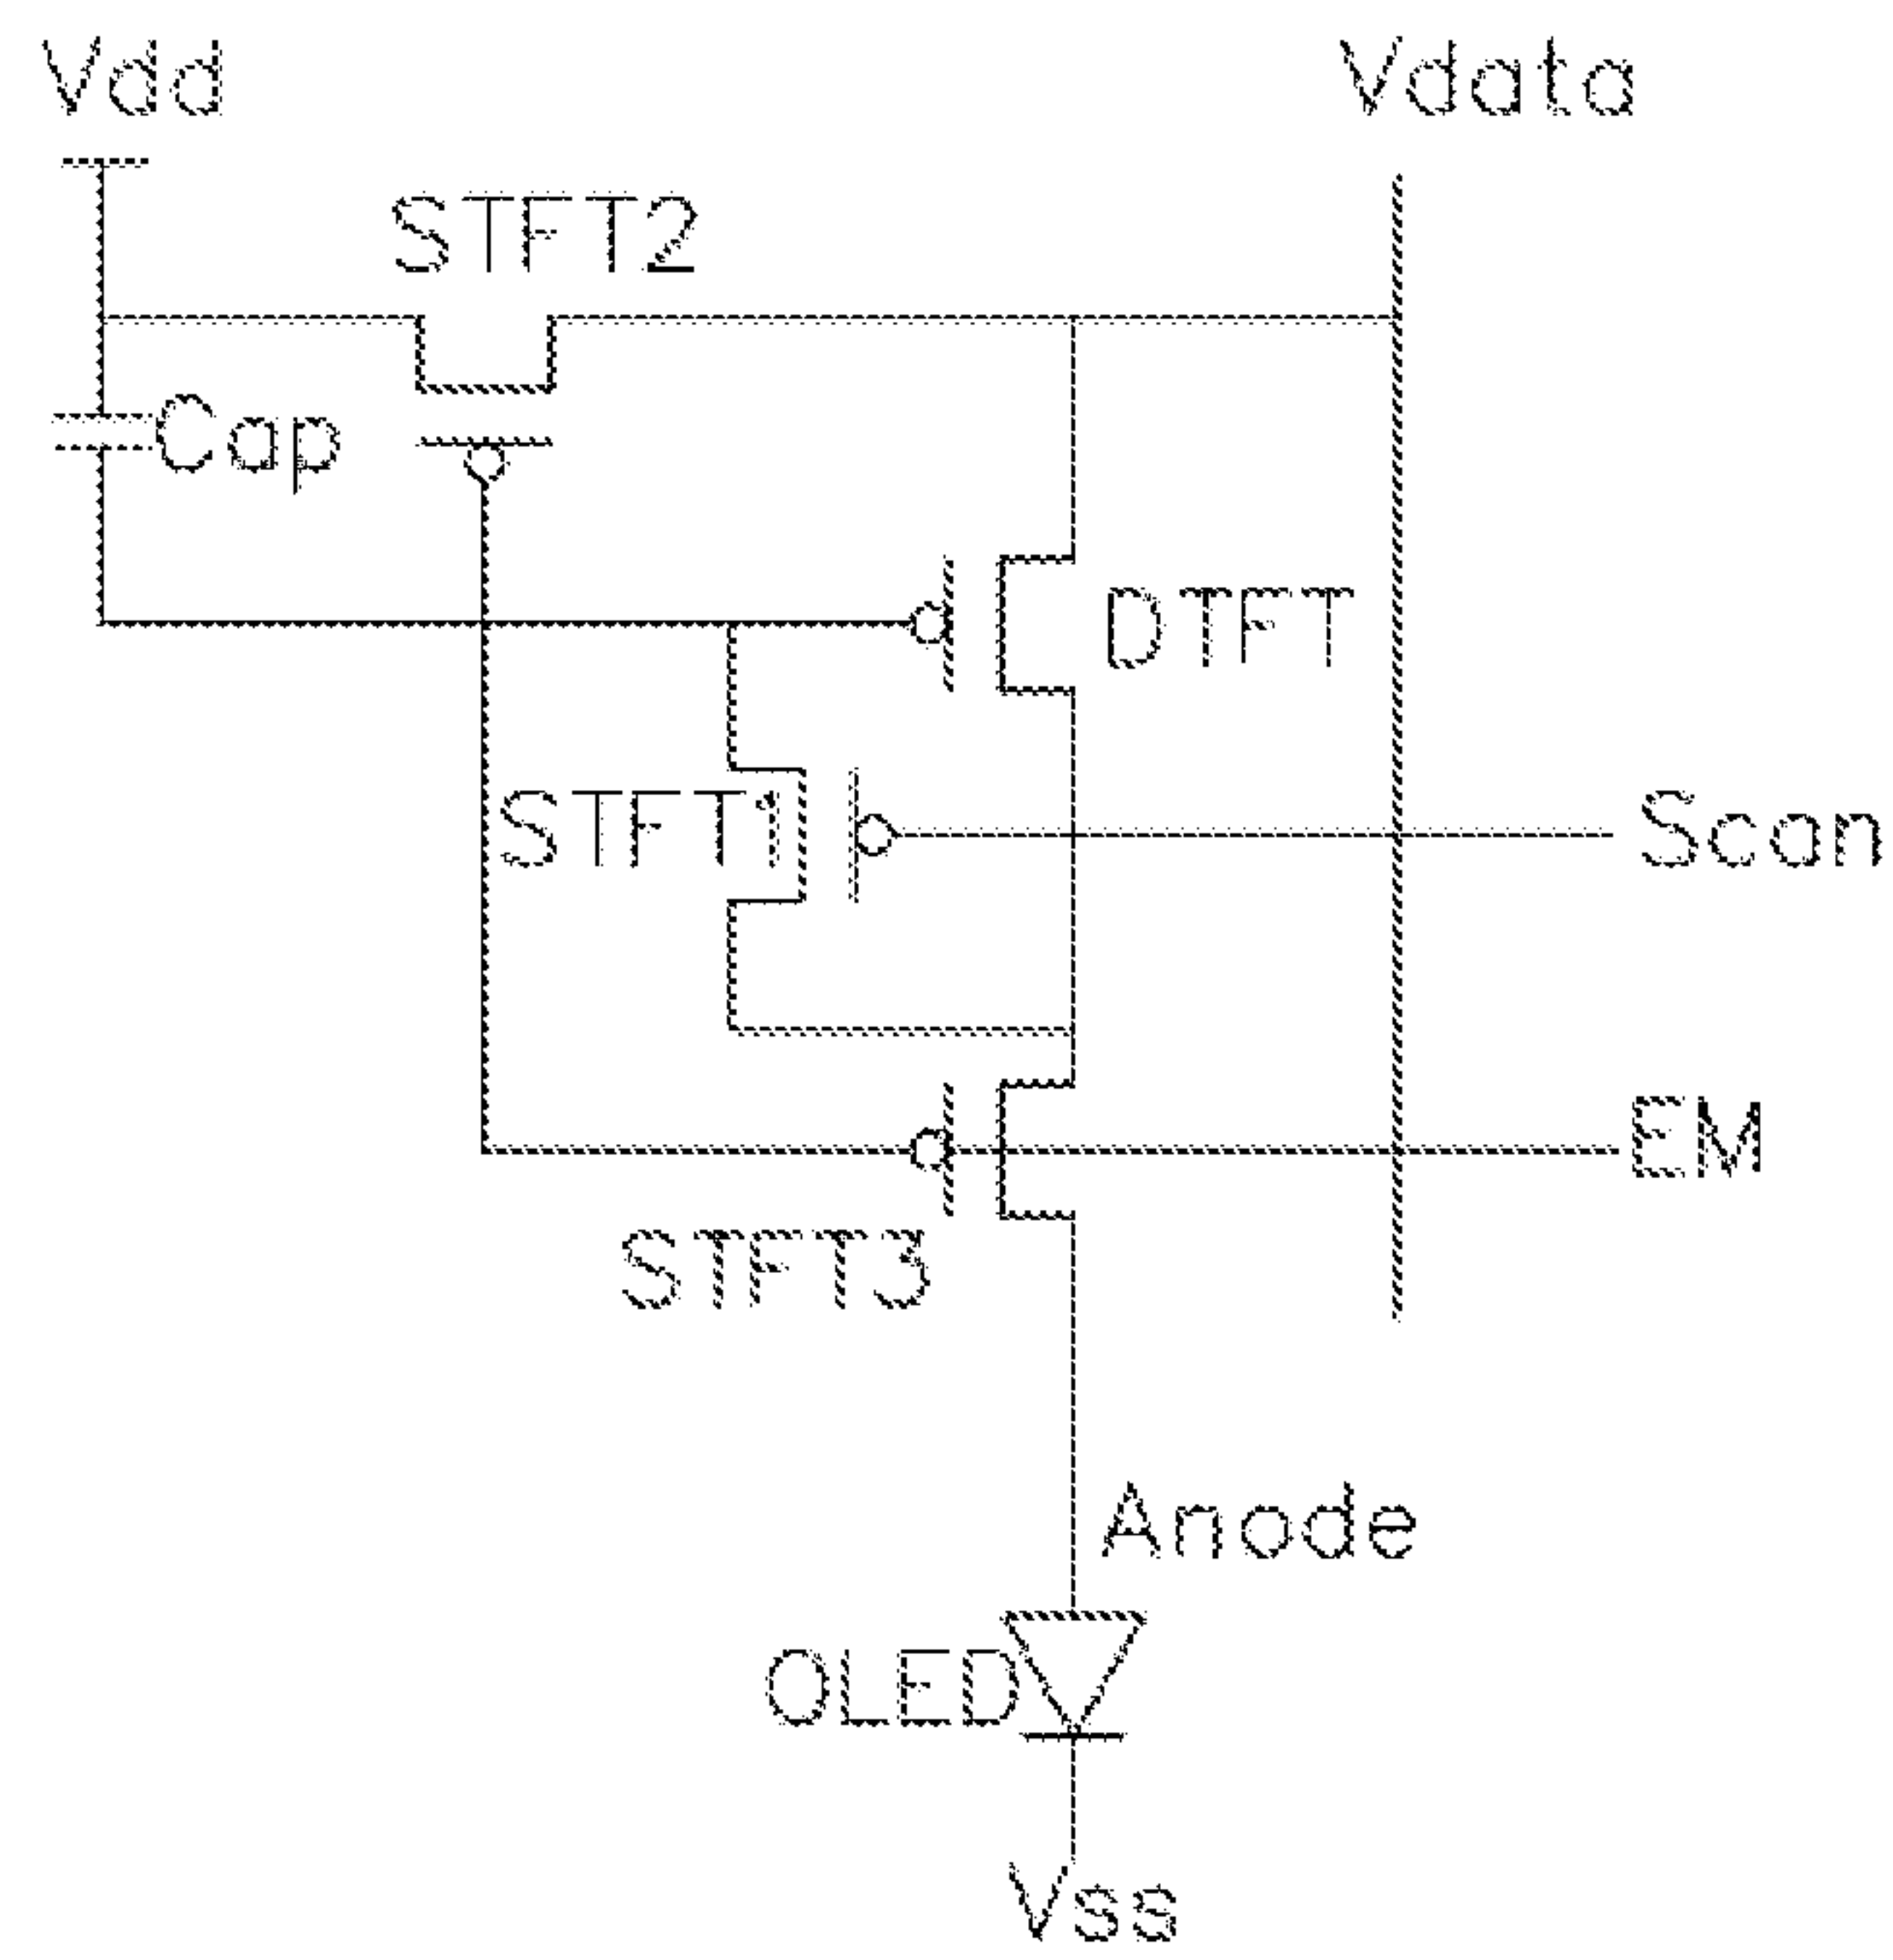 Vdd
Vdata
STFT2
Cap
DTFT
STFT1
Scan
EM
STFT3
Anode
OLED
Vss